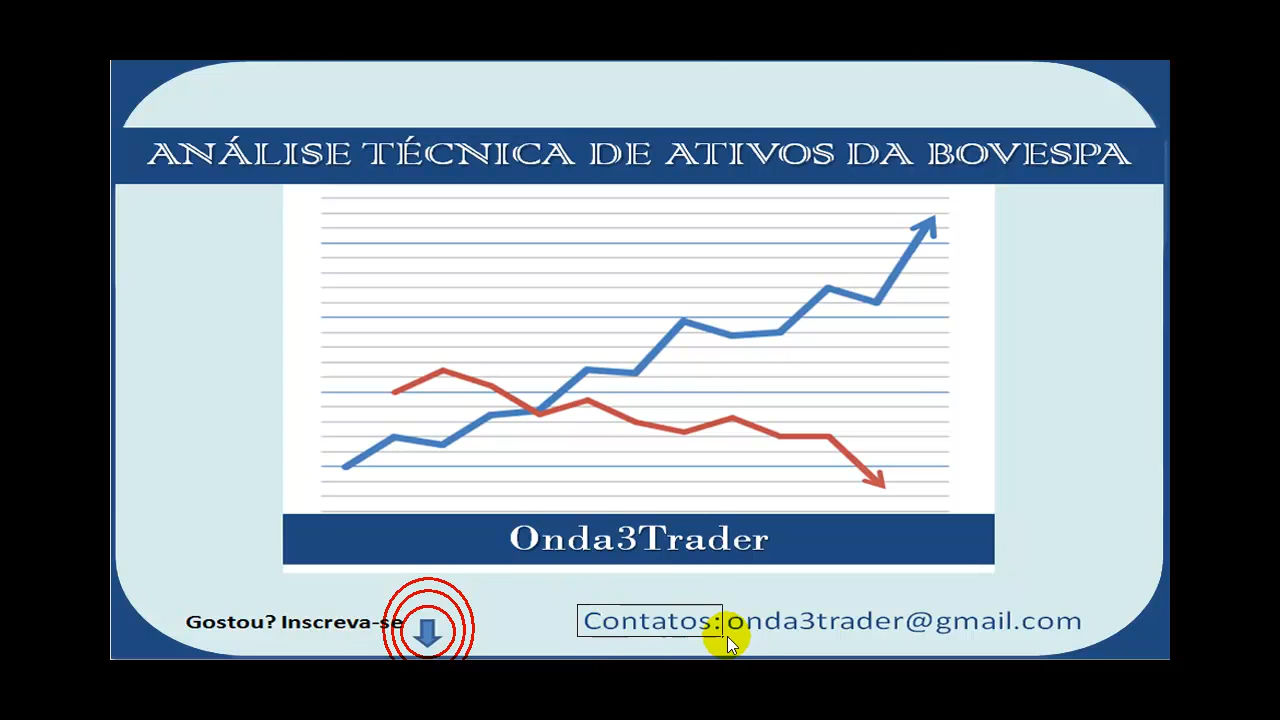 ANÁLISE TÉCNICA DE ATIVOS DA BOVESPA
Onda3Trader
Gostou? Inscreva-se
Contatos: onda3trader@gmail.com